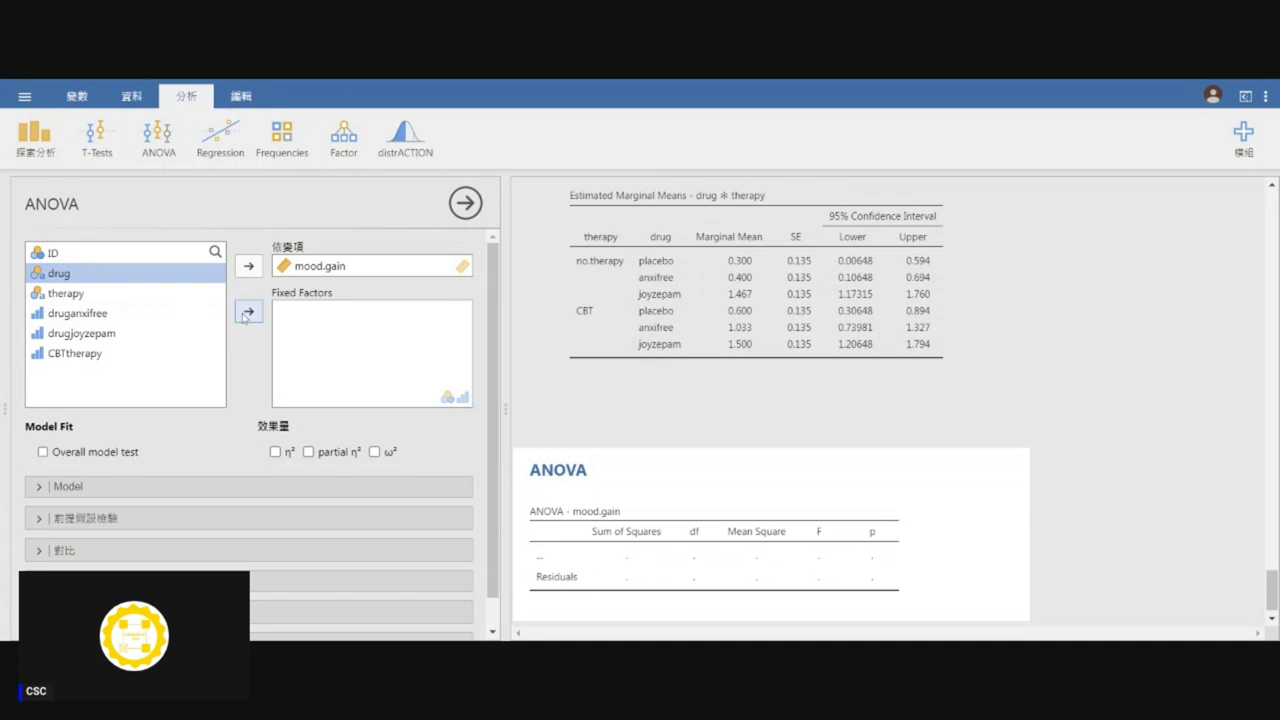 變數 資料 分析 編輯
探索分析 T-Tests ANOVA Regression Frequencies Factor distrACTION 模組
ANOVA
ID
drug
therapy
druganxifree
drugjoyzepam
CBTtherapy
依變項
mood.gain
Fixed Factors
Model Fit
效果量
Overall model test
η² partial η² ω²
| Model
| 前提假設檢驗
| 對比
CSC
Estimated Marginal Means - drug ✻ therapy
95% Confidence Interval
therapy drug Marginal Mean SE Lower Upper
no.therapy placebo 0.300 0.135 0.00648 0.594
anxifree 0.400 0.135 0.10648 0.694
joyzepam 1.467 0.135 1.17315 1.760
CBT placebo 0.600 0.135 0.30648 0.894
anxifree 1.033 0.135 0.73981 1.327
joyzepam 1.500 0.135 1.20648 1.794
ANOVA
ANOVA - mood.gain
Sum of Squares df Mean Square F p
... . . . . .
Residuals . . . . .